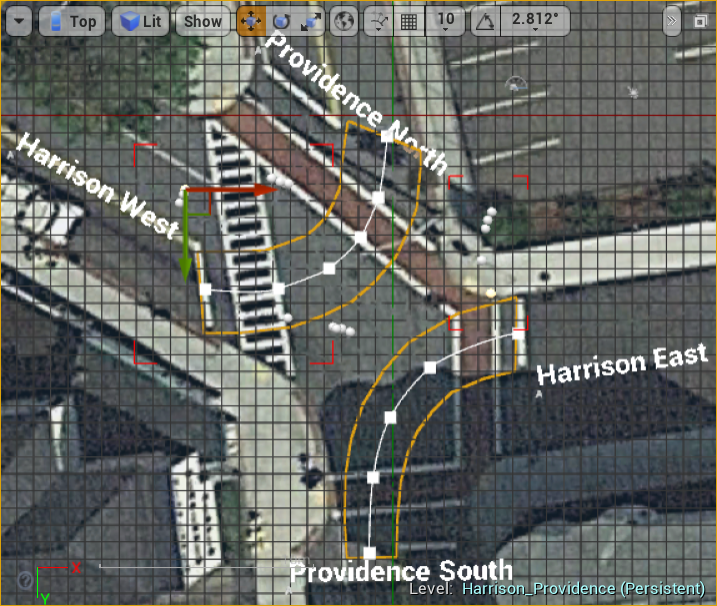 Top Lit Show 10 2.812°
Providence North
Harrison West
Harrison East
Providence South
Level: Harrison_Providence (Persistent)
X
Y